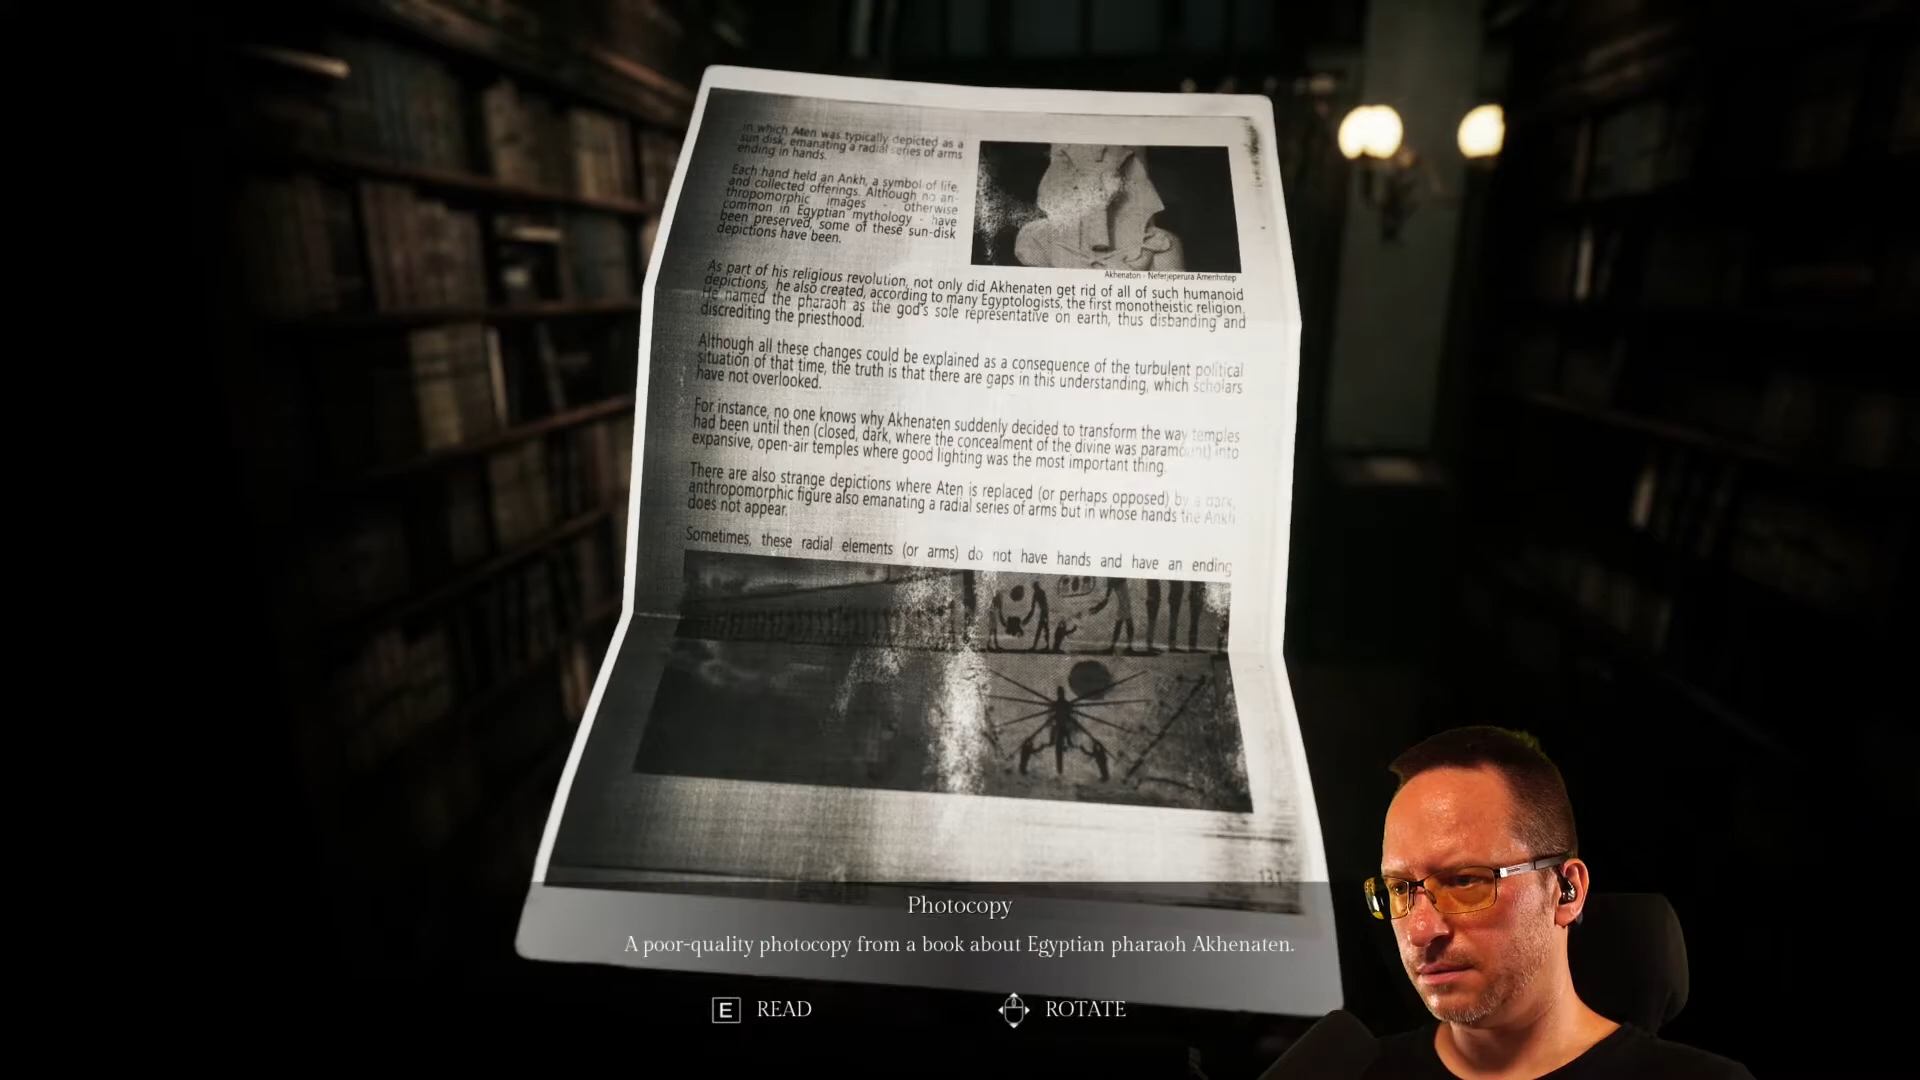 in which Aten was typically depicted as a
sun disk, emanating a radial series of arms
ending in hands.
Each hand held an Ankh, a symbol of life,
and collected offerings. Although no an-
thropomorphic images - otherwise
common in Egyptian mythology - have
been preserved, some of these sun-disk
depictions have been.
Akhenaton - Neferjeperura Amenhotep
As part of his religious revolution, not only did Akhenaten get rid of all of such humanoid
depictions, he also created, according to many Egyptologists, the first monotheistic religion.
He named the pharaoh as the god's sole representative on earth, thus disbanding and
discrediting the priesthood.
Although all these changes could be explained as a consequence of the turbulent political
situation of that time, the truth is that there are gaps in this understanding, which scholars
have not overlooked.
For instance, no one knows why Akhenaten suddenly decided to transform the way temples
had been until then (closed, dark, where the concealment of the divine was paramount) into
expansive, open-air temples where good lighting was the most important thing.
There are also strange depictions where Aten is replaced (or perhaps opposed) by a dark,
anthropomorphic figure also emanating a radial series of arms but in whose hands the Ankh
does not appear.
Sometimes, these radial elements (or arms) do not have hands and have an ending
131
Photocopy
A poor-quality photocopy from a book about Egyptian pharaoh Akhenaten.
E READ
ROTATE